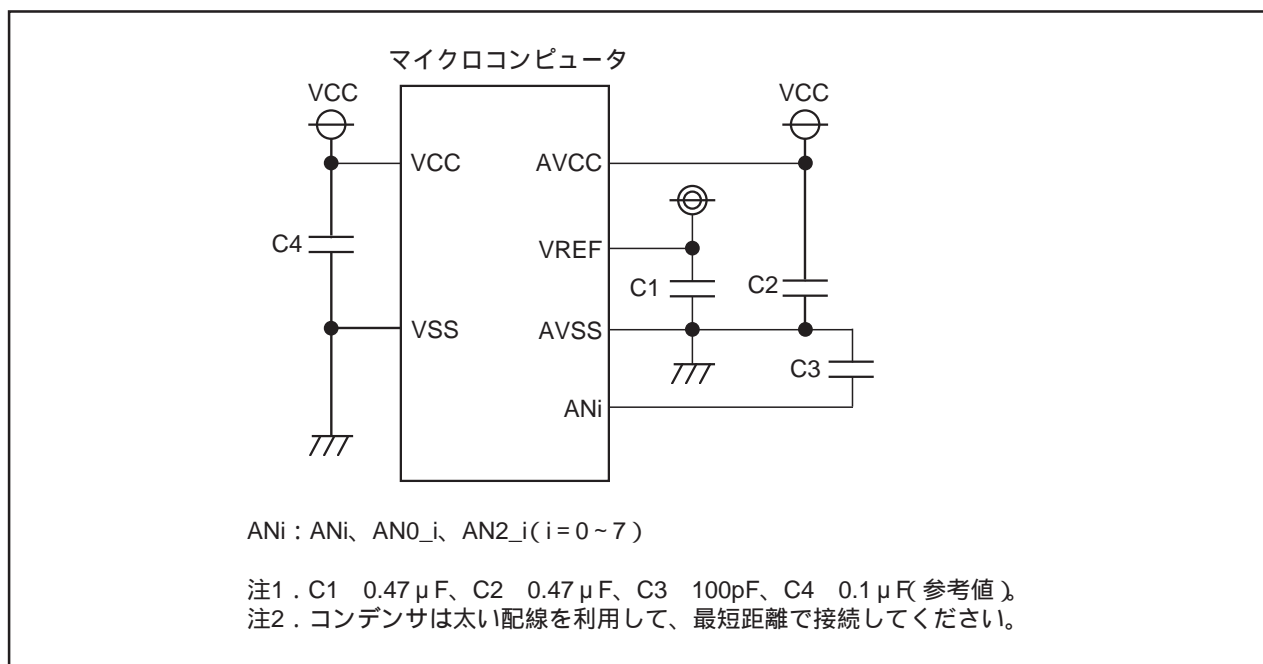 マイクロコンピュータ
VCC
VCC
VCC
AVCC
C4
VREF
C1
C2
VSS
AVSS
C3
ANi
ANi : ANi、AN0_i、AN2_i(i=0~7)
注1．C1 0.47μF、C2 0.47μF、C3 100pF、C4 0.1μF(参考値)。
注2．コンデンサは太い配線を利用して、最短距離で接続してください。